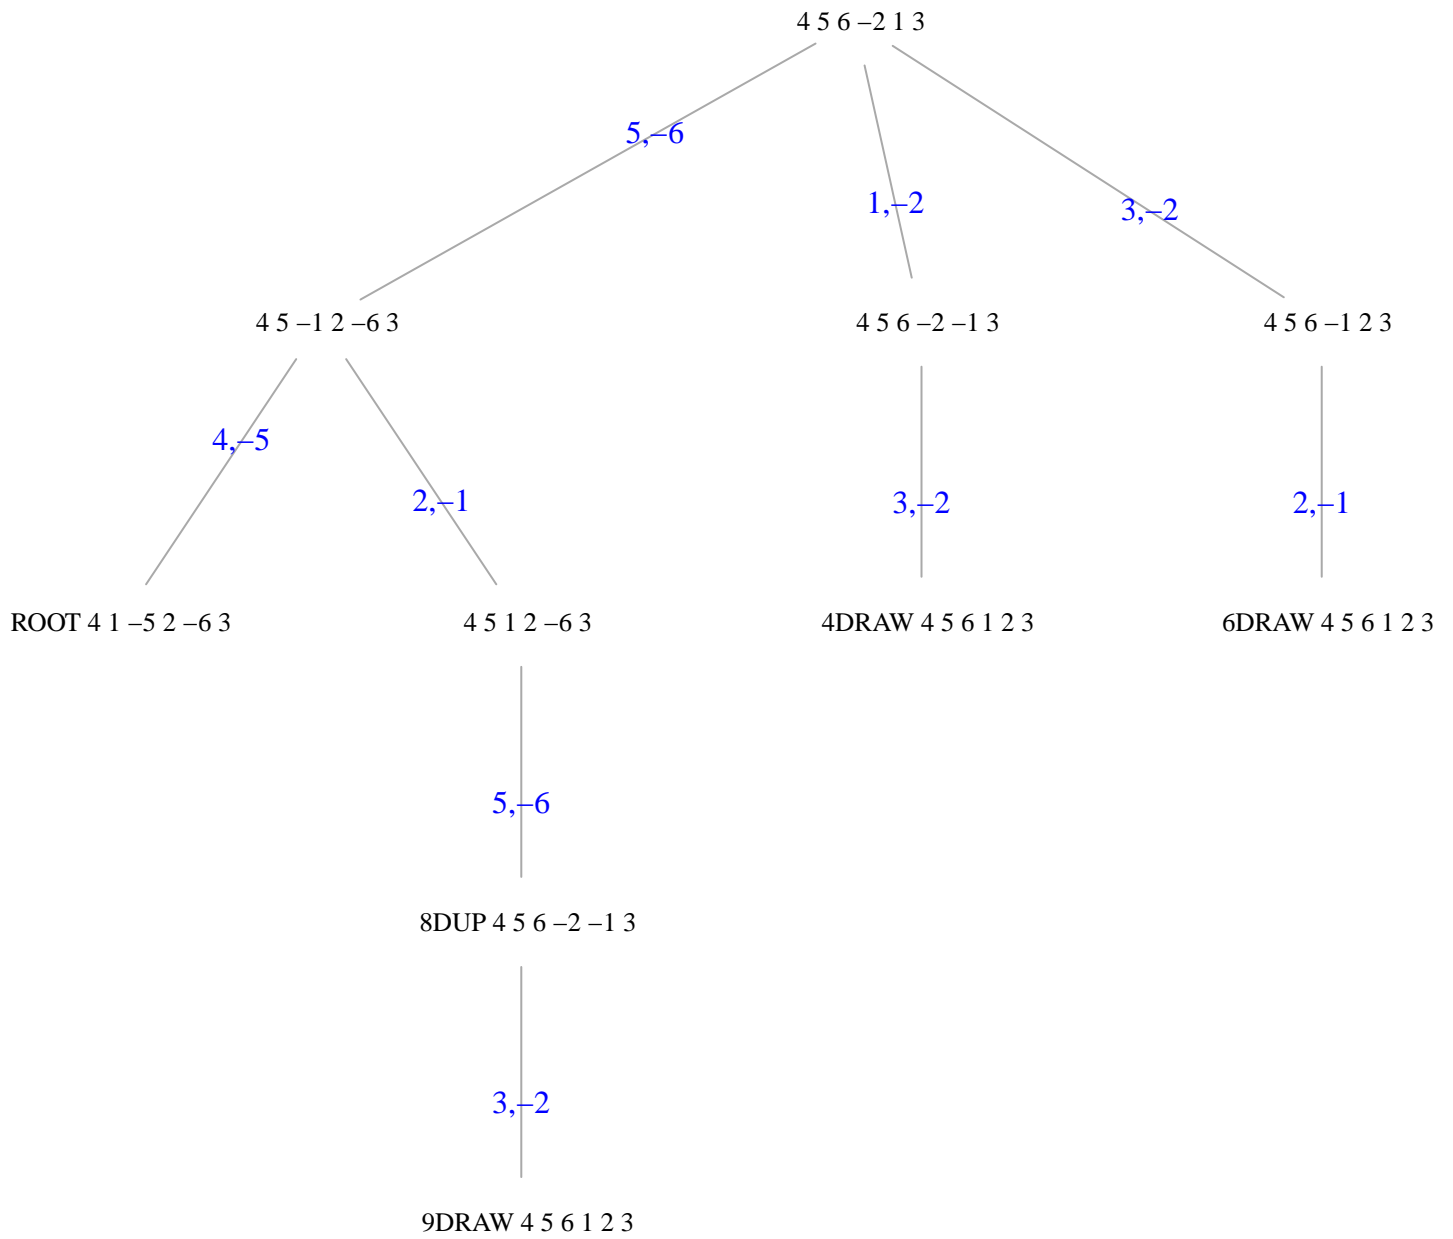 4 5 6 –2 1 3
5,–6
1,–2
3,–2
4 5 –1 2 –6 3
4 5 6 –2 –1 3
4 5 6 –1 2 3
4,–5
2,–1
3,–2
2,–1
ROOT 4 1 –5 2 –6 3
4 5 1 2 –6 3
4DRAW 4 5 6 1 2 3
6DRAW 4 5 6 1 2 3
5,–6
8DUP 4 5 6 –2 –1 3
3,–2
9DRAW 4 5 6 1 2 3